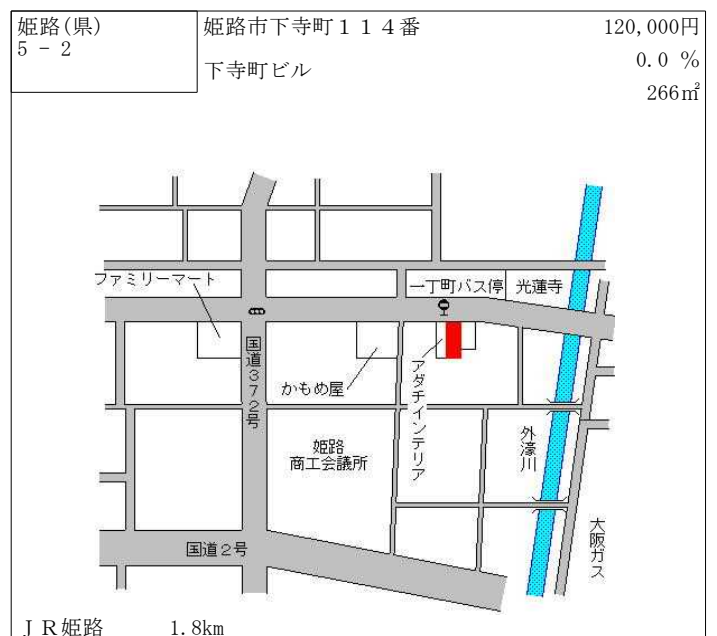 姫路(県)
5 - 2
姫路市下寺町１１４番
下寺町ビル
120,000円
0.0 %
266㎡
ファミリーマート
一丁町バス停
光蓮寺
国道３７２号
かもめ屋
アダチインテリア
姫路
商工会議所
外濠川
国道２号
大阪ガス
ＪＲ姫路
1.8km